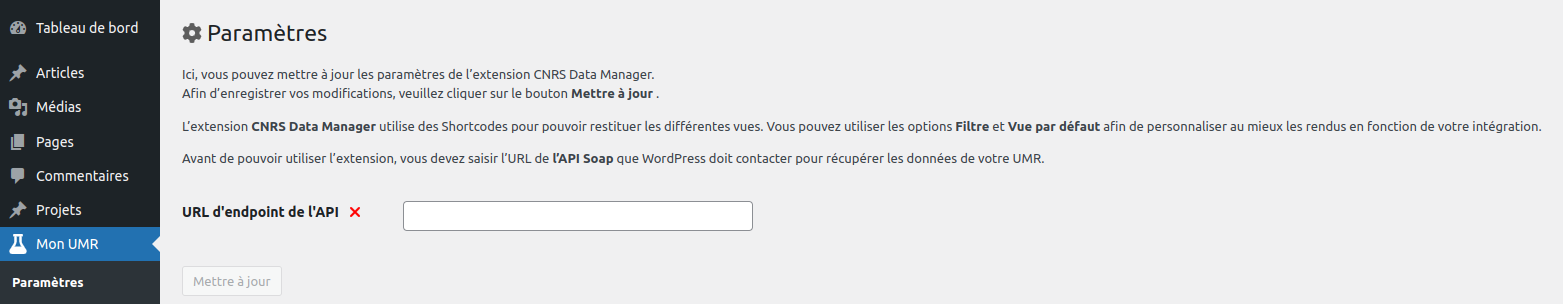 Tableau de bord
Articles
Médias
Pages
Commentaires
Projets
Mon UMR
Paramètres
Paramètres
Ici, vous pouvez mettre à jour les paramètres de l’extension CNRS Data Manager.
Afin d’enregistrer vos modifications, veuillez cliquer sur le bouton Mettre à jour .
L’extension CNRS Data Manager utilise des Shortcodes pour pouvoir restituer les différentes vues. Vous pouvez utiliser les options Filtre et Vue par défaut afin de personnaliser au mieux les rendus en fonction de votre intégration.
Avant de pouvoir utiliser l’extension, vous devez saisir l’URL de l’API Soap que WordPress doit contacter pour récupérer les données de votre UMR.
URL d'endpoint de l'API
Mettre à jour